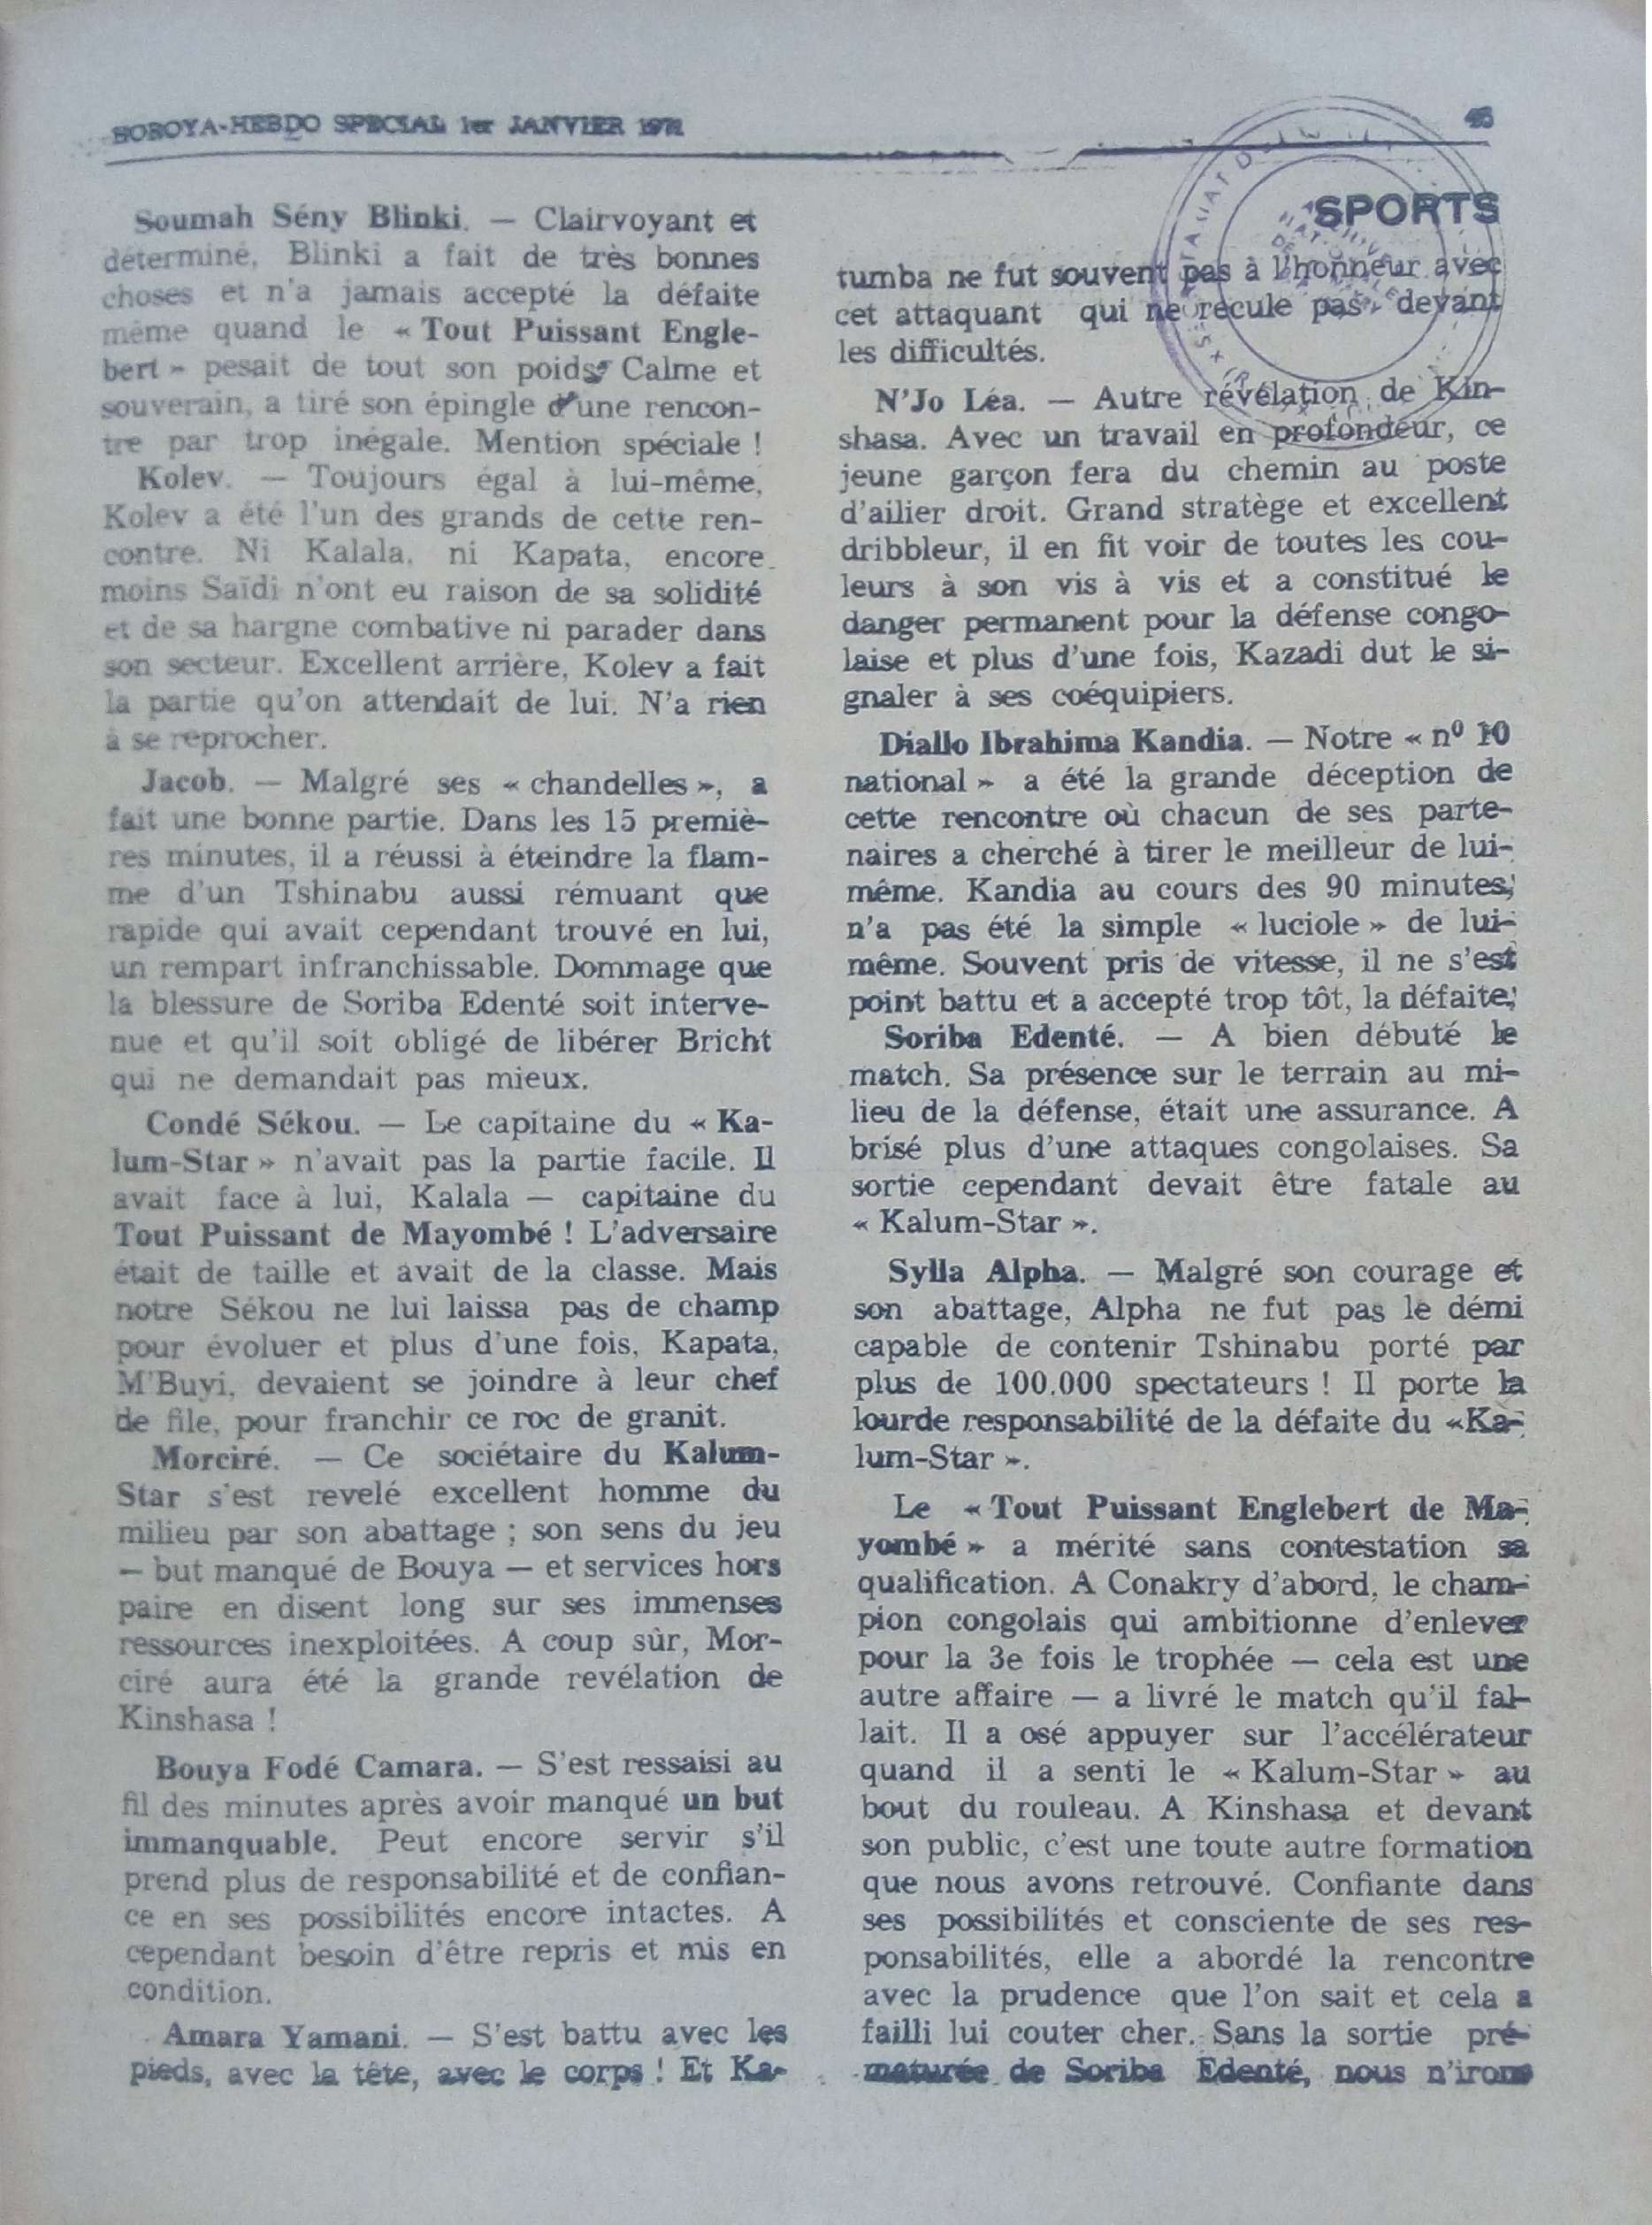 HOROYA-HEBDO SPECIAL 1er JANVIER
SPORTS
Soumah Sény Blinki. — Clairvoyant et
déterminé, Blinki a fait de très bonnes
choses et n'a jamais accepté la défaite
même quand le « Tout Puissant Engle-
bert » pesait de tout son poids. Calme et
souverain, a tiré son épingle d'une rencon-
tre par trop inégale. Mention spéciale !
Kolev. — Toujours égal à lui-même,
Kolev a été l'un des grands de cette ren-
contre. Ni Kalala, ni Kapata, encore
moins Saïdi n'ont eu raison de sa solidité
et de sa hargne combative ni parader dans
son secteur. Excellent arrière, Kolev a fait
la partie qu'on attendait de lui. N'a rien
à se reprocher.
Jacob. — Malgré ses « chandelles », a
fait une bonne partie. Dans les 15 premiè-
res minutes, il a réussi à éteindre la flam-
me d'un Tshinabu aussi rémuant que
rapide qui avait cependant trouvé en lui,
un rempart infranchissable. Dommage que
la blessure de Soriba Edenté soit interve-
nue et qu'il soit obligé de libérer Bricht
qui ne demandait pas mieux.
Condé Sékou. — Le capitaine du « Ka-
lum-Star » n'avait pas la partie facile. Il
avait face à lui, Kalala — capitaine du
Tout Puissant de Mayombé ! L'adversaire
était de taille et avait de la classe. Mais
notre Sékou ne lui laissa pas de champ
pour évoluer et plus d'une fois, Kapata,
M'Buyi, devaient se joindre à leur chef
de file, pour franchir ce roc de granit.
Morciré. — Ce sociétaire du Kalum-
Star s'est revelé excellent homme du
milieu par son abattage ; son sens du jeu
— but manqué de Bouya — et services hors
paire en disent long sur ses immenses
ressources inexploitées. A coup sûr, Mor-
ciré aura été la grande revélation de
Kinshasa !
Bouya Fodé Camara. — S'est ressaisi au
fil des minutes après avoir manqué un but
immanquable. Peut encore servir s'il
prend plus de responsabilité et de confian-
ce en ses possibilités encore intactes. A
cependant besoin d'être repris et mis en
condition.
Amara Yamani. — S'est battu avec les
pieds, avec la tête, avec le corps ! Et Ka-
tumba ne fut souvent pas à l'honneur avec
cet attaquant qui ne recule pas devant
les difficultés.
N'Jo Léa. — Autre révélation de Kin-
shasa. Avec un travail en profondeur, ce
jeune garçon fera du chemin au poste
d'ailier droit. Grand stratège et excellent
dribbleur, il en fit voir de toutes les cou-
leurs à son vis à vis et a constitué le
danger permanent pour la défense congo-
laise et plus d'une fois, Kazadi dut le si-
gnaler à ses coéquipiers.
Diallo Ibrahima Kandia. — Notre « nº 10
national » a été la grande déception de
cette rencontre où chacun de ses parte-
naires a cherché à tirer le meilleur de lui-
même. Kandia au cours des 90 minutes,
n'a pas été la simple « luciole » de lui-
même. Souvent pris de vitesse, il ne s'est
point battu et a accepté trop tôt, la défaite.
Soriba Edenté. — A bien débuté le
match. Sa présence sur le terrain au mi-
lieu de la défense, était une assurance. A
brisé plus d'une attaques congolaises. Sa
sortie cependant devait être fatale au
« Kalum-Star ».
Sylla Alpha. — Malgré son courage et
son abattage, Alpha ne fut pas le démi
capable de contenir Tshinabu porté par
plus de 100.000 spectateurs ! Il porte la
lourde responsabilité de la défaite du «Ka-
lum-Star ».
Le « Tout Puissant Englebert de Ma-
yombé » a mérité sans contestation sa
qualification. A Conakry d'abord, le cham-
pion congolais qui ambitionne d'enlever
pour la 3e fois le trophée — cela est une
autre affaire — a livré le match qu'il fal-
lait. Il a osé appuyer sur l'accélérateur
quand il a senti le « Kalum-Star » au
bout du rouleau. A Kinshasa et devant
son public, c'est une toute autre formation
que nous avons retrouvé. Confiante dans
ses possibilités et consciente de ses res-
ponsabilités, elle a abordé la rencontre
avec la prudence que l'on sait et cela a
failli lui couter cher. Sans la sortie pré-
maturée de Soriba Edenté, nous n'irons